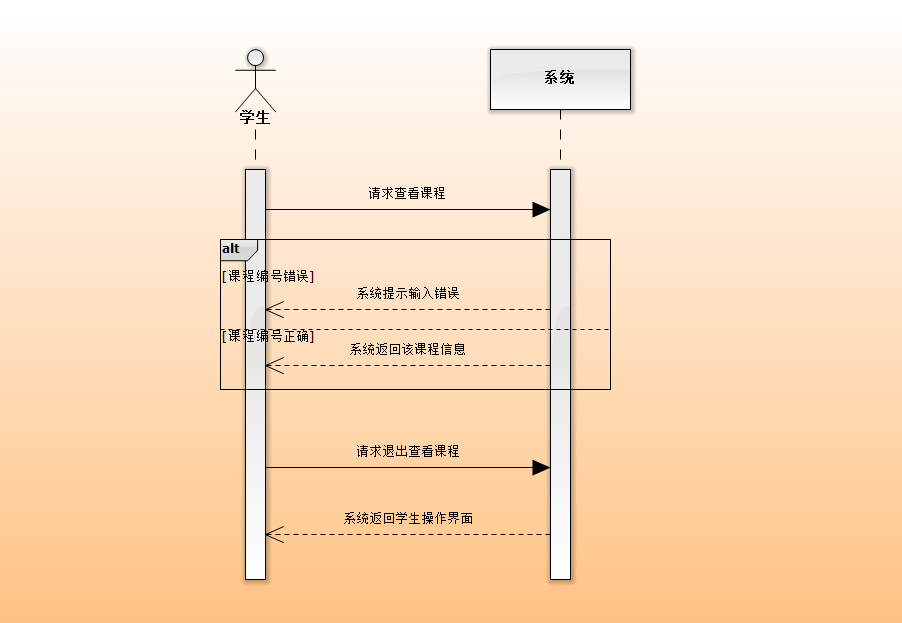 学生
系统
请求查看课程
alt
[课程编号错误]
系统提示输入错误
[课程编号正确]
系统返回该课程信息
请求退出查看课程
系统返回学生操作界面